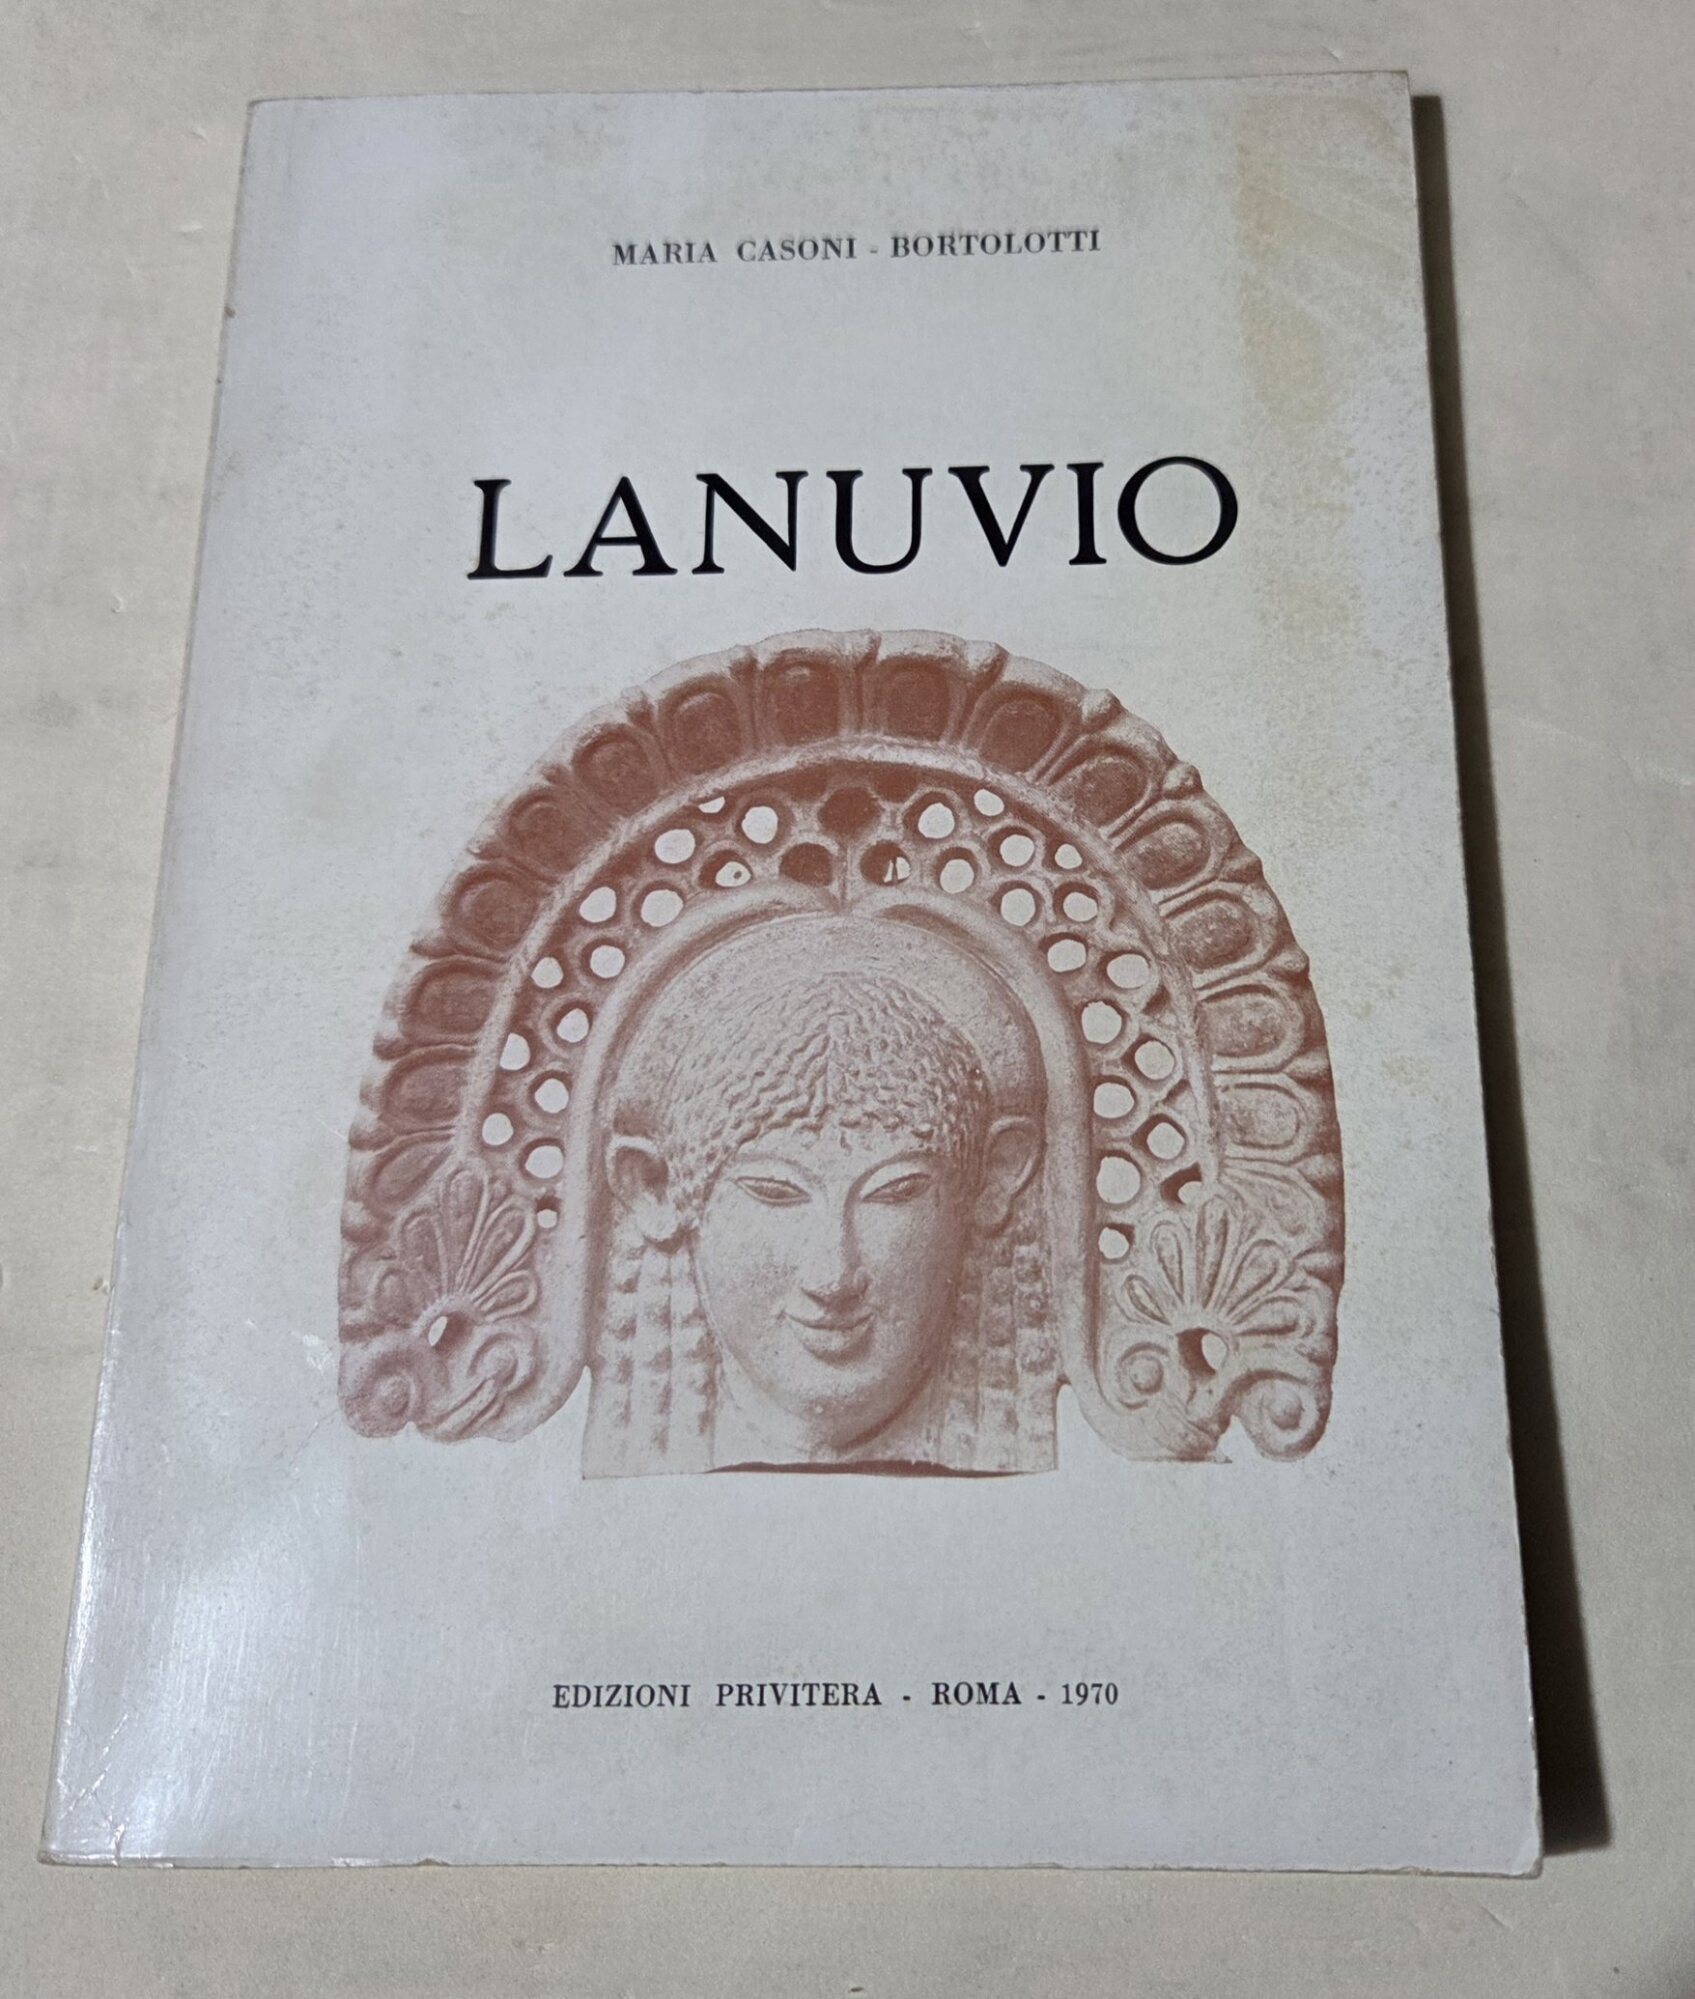 MARIA CASONI - BORTOLOTTI
LANUVIO
EDIZIONI PRIVITERA - ROMA - 1970